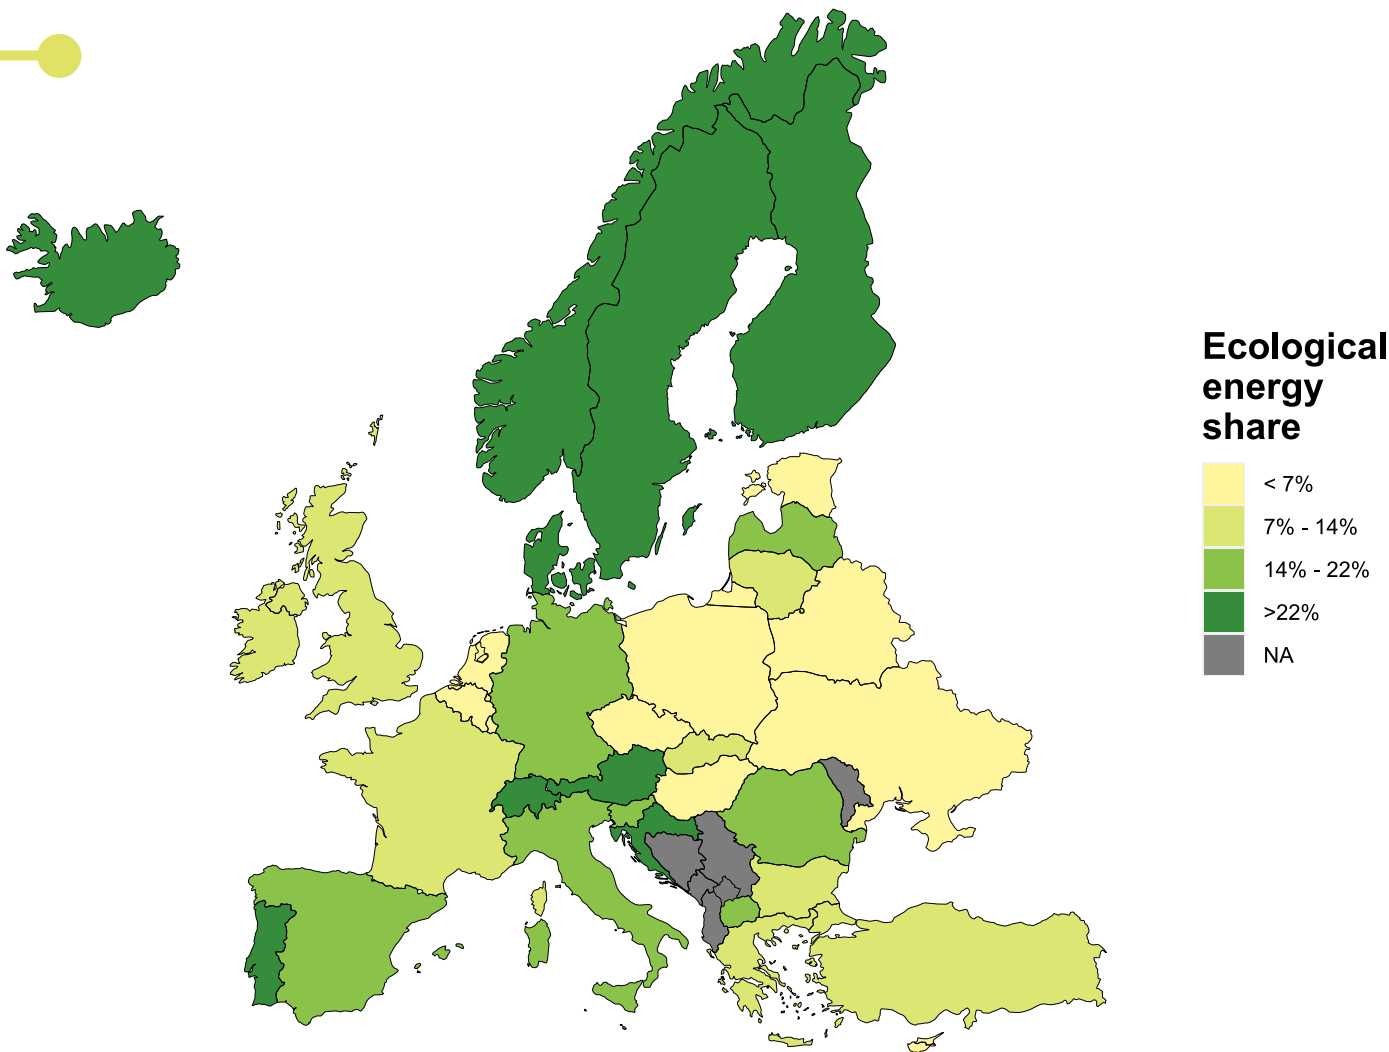 Ecological
energy
share
< 7%
7% - 14%
14% - 22%
>22%
NA